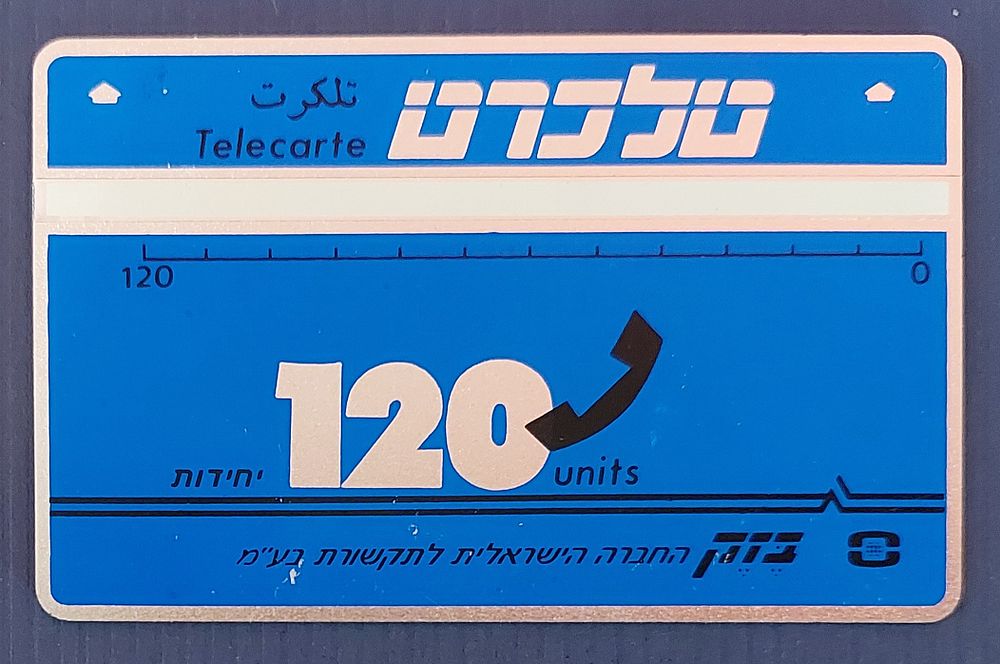 تلكرت
Telecarte
טלכרט
120 0
120
יחידות units
בזק החברה הישראלית לתקשורת בע"מ